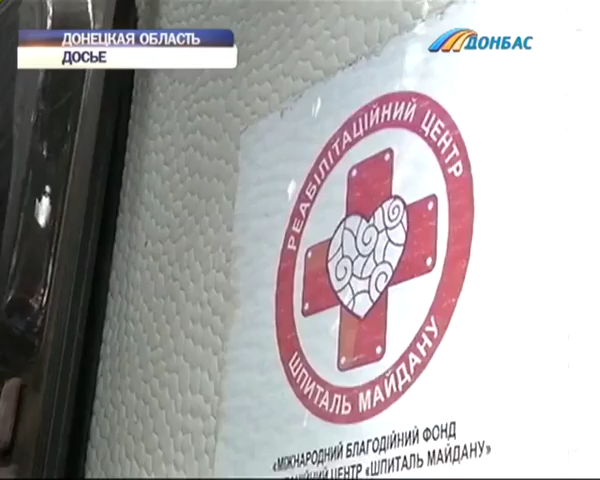 ДОНЕЦКАЯ ОБЛАСТЬ
ДОСЬЕ
ДОНБАС
РЕАБІЛІТАЦІЙНИЙ ЦЕНТР
ШПИТАЛЬ МАЙДАНУ
«МІЖНАРОДНИЙ БЛАГОДІЙНИЙ ФОНД
ЦЕНТР «ШПИТАЛЬ МАЙДАНУ»